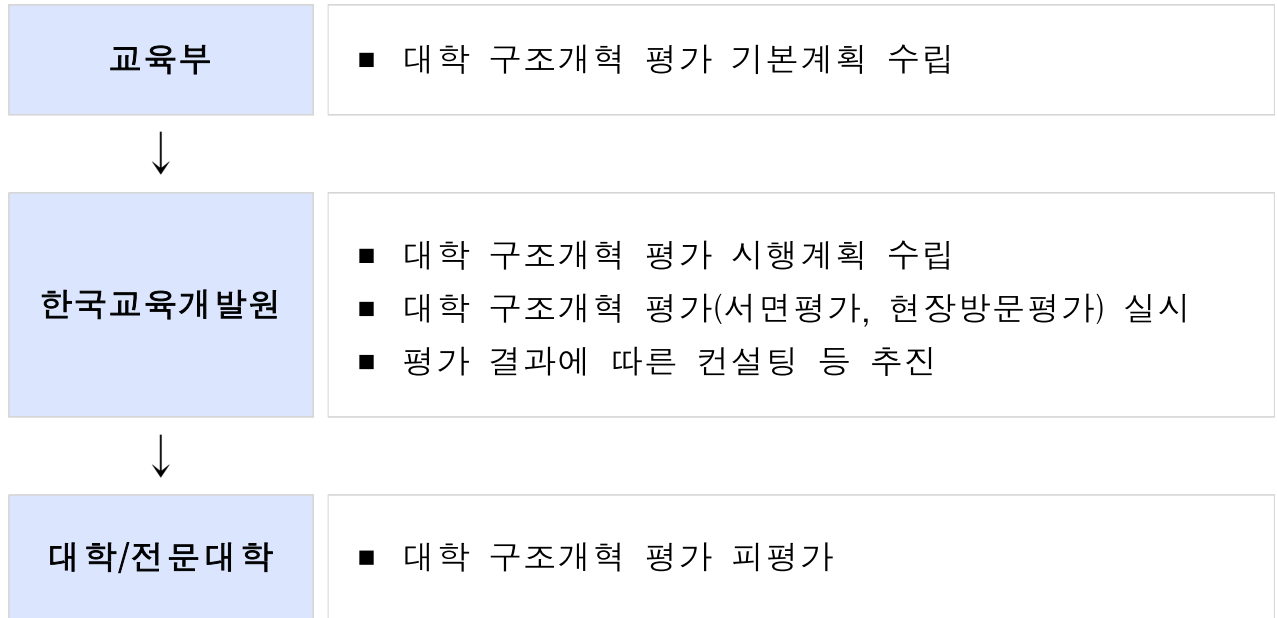 교육부
■ 대학 구조개혁 평가 기본계획 수립
↓
한국교육개발원
■ 대학 구조개혁 평가 시행계획 수립
■ 대학 구조개혁 평가(서면평가, 현장방문평가) 실시
■ 평가 결과에 따른 컨설팅 등 추진
↓
대학/전문대학
■ 대학 구조개혁 평가 피평가